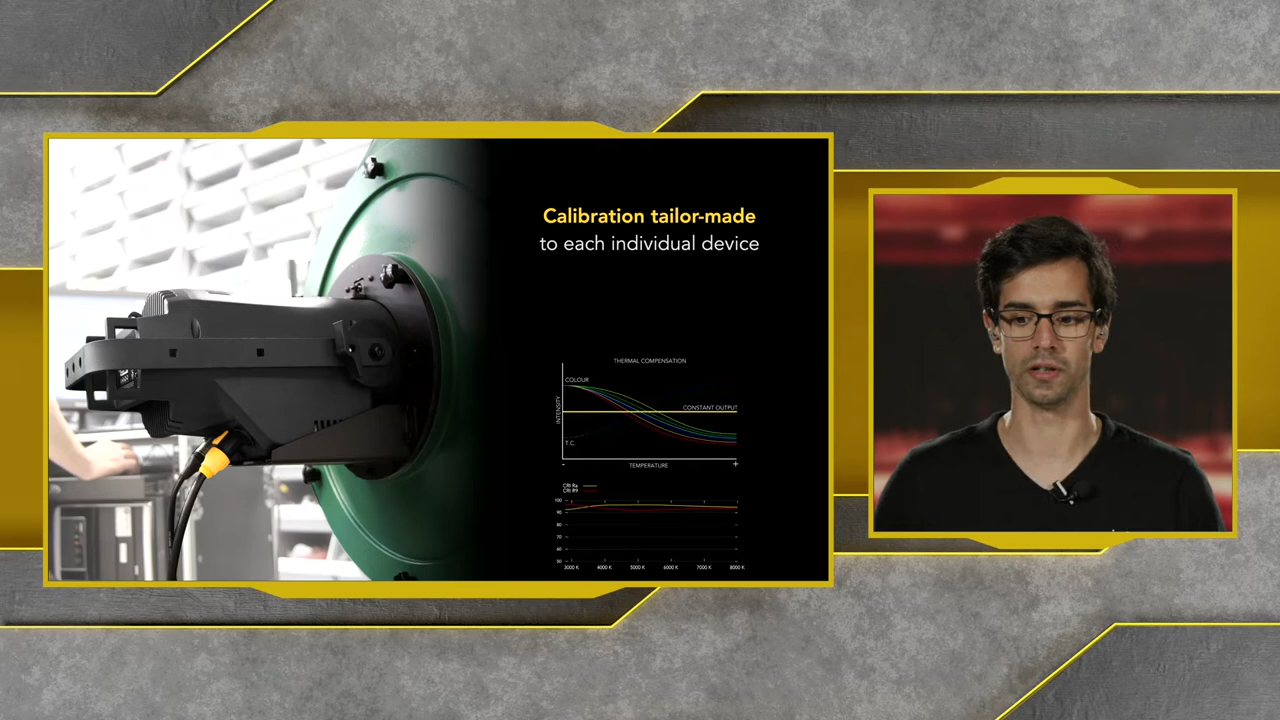 Calibration tailor-made
to each individual device
THERMAL COMPENSATION
COLOUR
CONSTANT OUTPUT
INTENSITY
T.C.
-
TEMPERATURE
+
CRI Ra
CRI R9
100
90
80
70
60
50
3000 K 4000 K 5000 K 6000 K 7000 K 8000 K